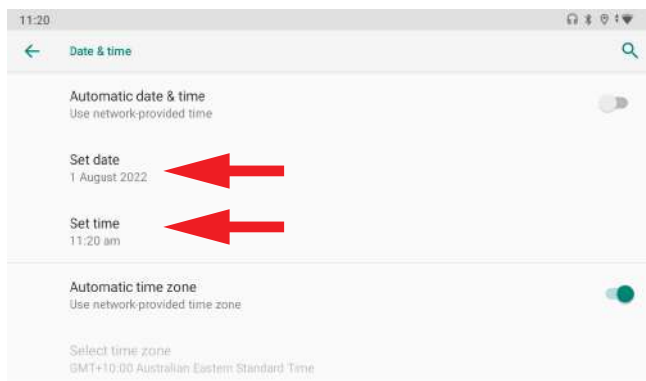 11:20
Date & time
Automatic date & time
Use network-provided time
Set date
1 August 2022
Set time
11:20 am
Automatic time zone
Use network-provided time zone
Select time zone
GMT+10:00 Australian Eastern Standard Time